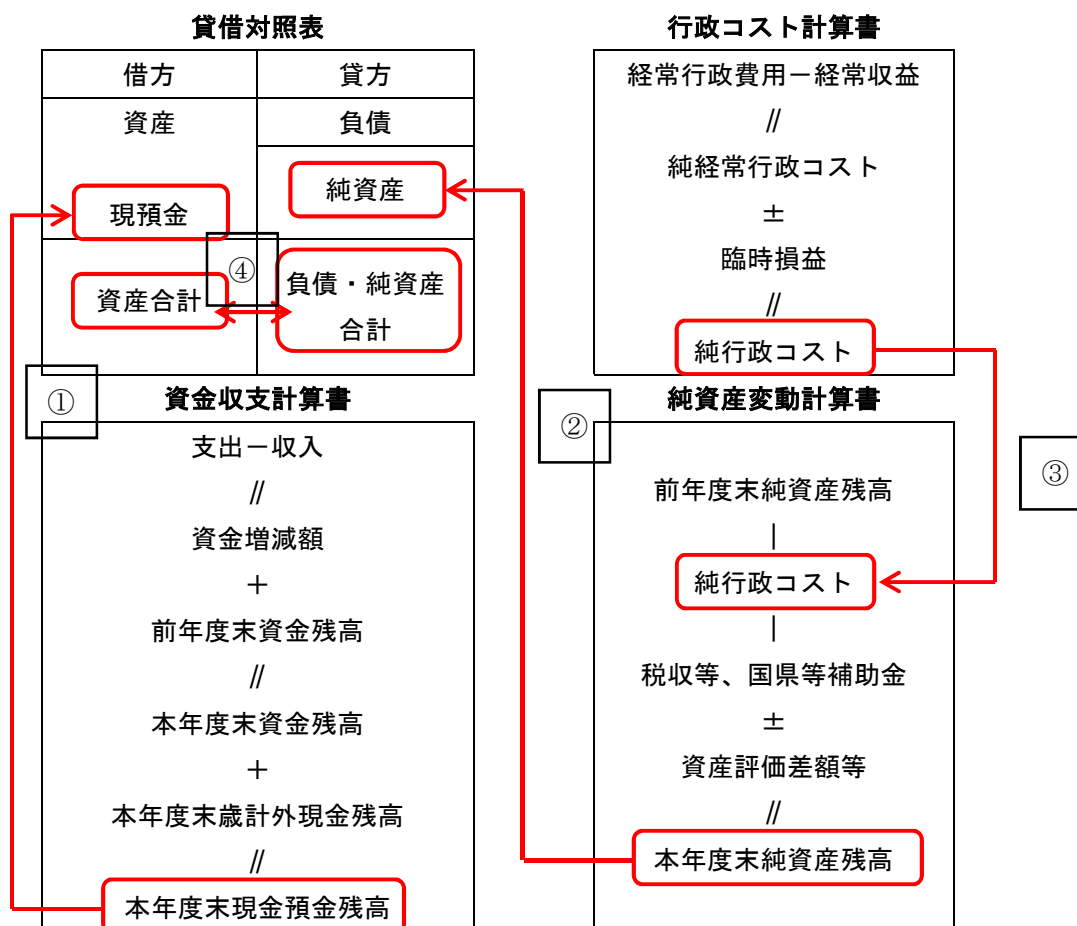 貸借対照表
借方 貸方
資産 負債
純資産
現預金
④
資産合計
負債・純資産
合計
行政コスト計算書
経常行政費用－経常収益
//
純経常行政コスト
±
臨時損益
//
純行政コスト
①
資金収支計算書
支出－収入
//
資金増減額
＋
前年度末資金残高
//
本年度末資金残高
＋
本年度末歳計外現金残高
//
本年度末現金預金残高
②
純資産変動計算書
前年度末純資産残高
｜
純行政コスト
｜
税収等、国県等補助金
±
資産評価差額等
//
本年度末純資産残高
③